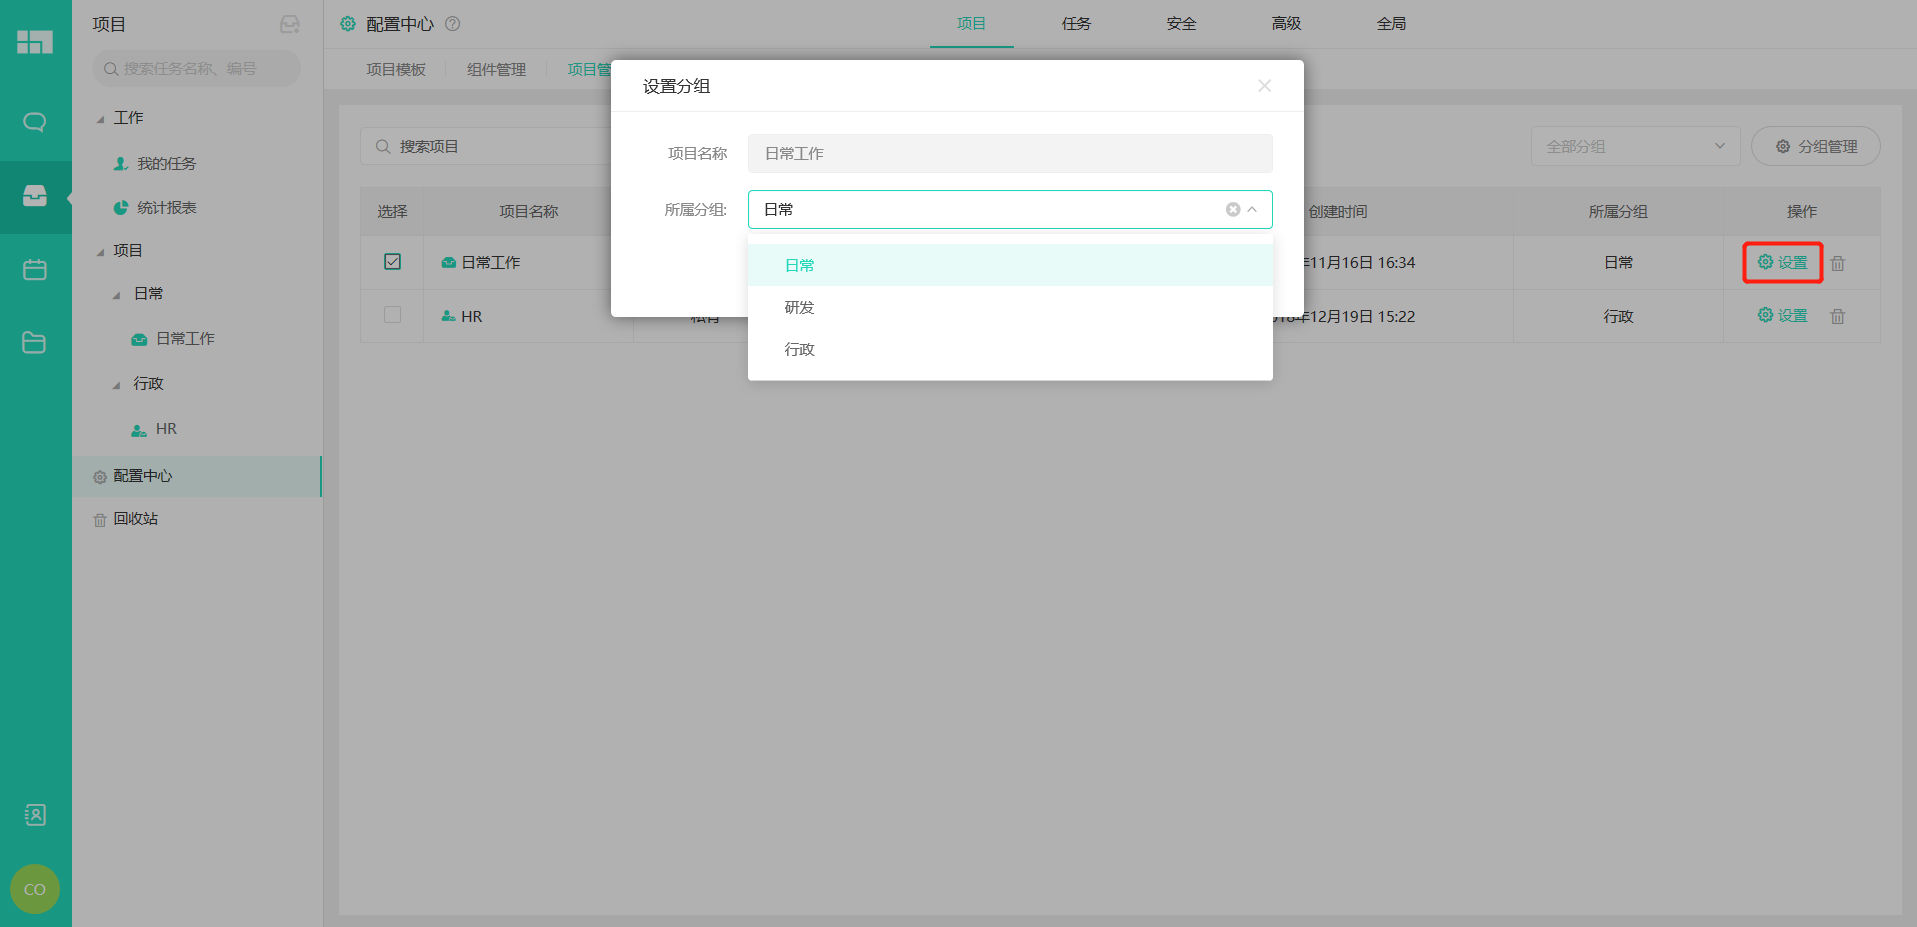 项目
搜索任务名称、编号
工作
我的任务
统计报表
项目
日常
日常工作
行政
HR
配置中心
回收站
CO
配置中心
项目
任务
安全
高级
全局
项目模板
组件管理
项目管
搜索项目
全部分组
分组管理
选择
项目名称
创建时间
所属分组
操作
日常工作
年11月16日 16:34
日常
设置
HR
年12月19日 15:22
行政
设置
设置分组
项目名称
日常工作
所属分组:
日常
日常
研发
行政